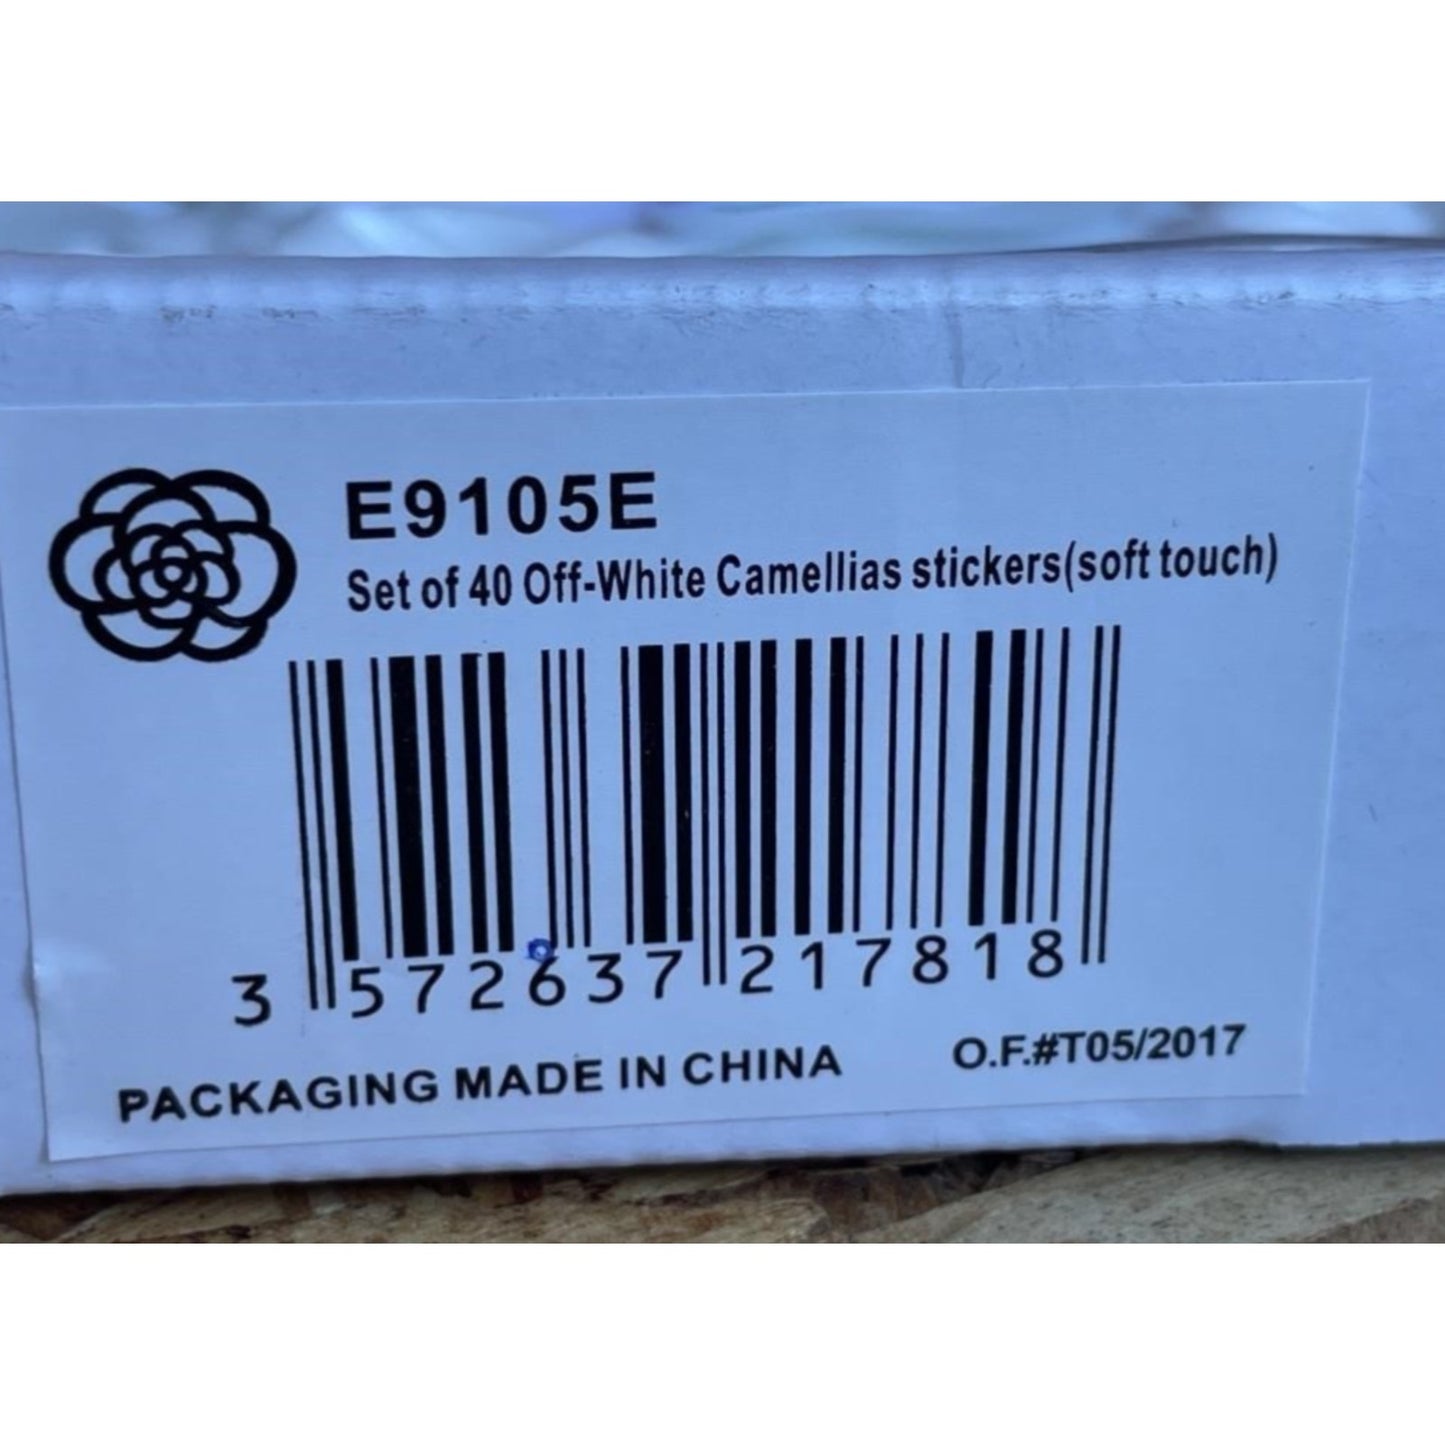 E9105E
Set of 40 Off-White Camellias stickers(soft touch)
3 572637 217818
PACKAGING MADE IN CHINA
O.F.#T05/2017